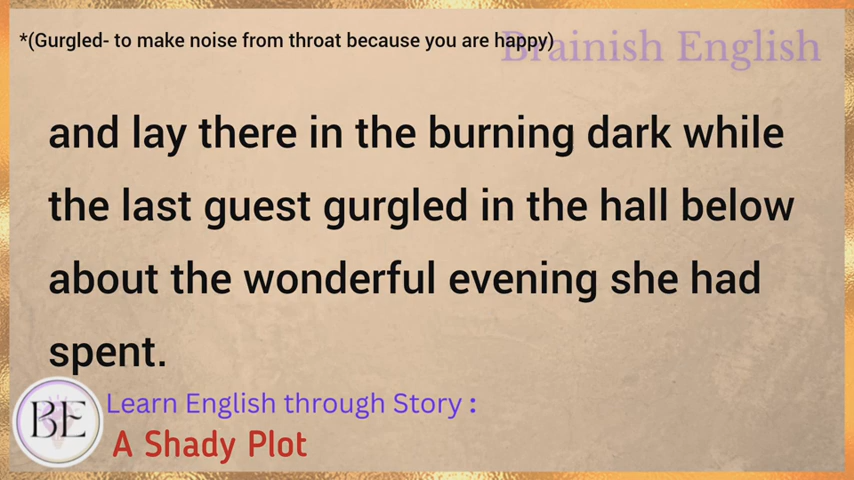 *(Gurgled- to make noise from throat because you are happy)
Brainish English
and lay there in the burning dark while
the last guest gurgled in the hall below
about the wonderful evening she had
spent.
BE
Learn English through Story :
A Shady Plot